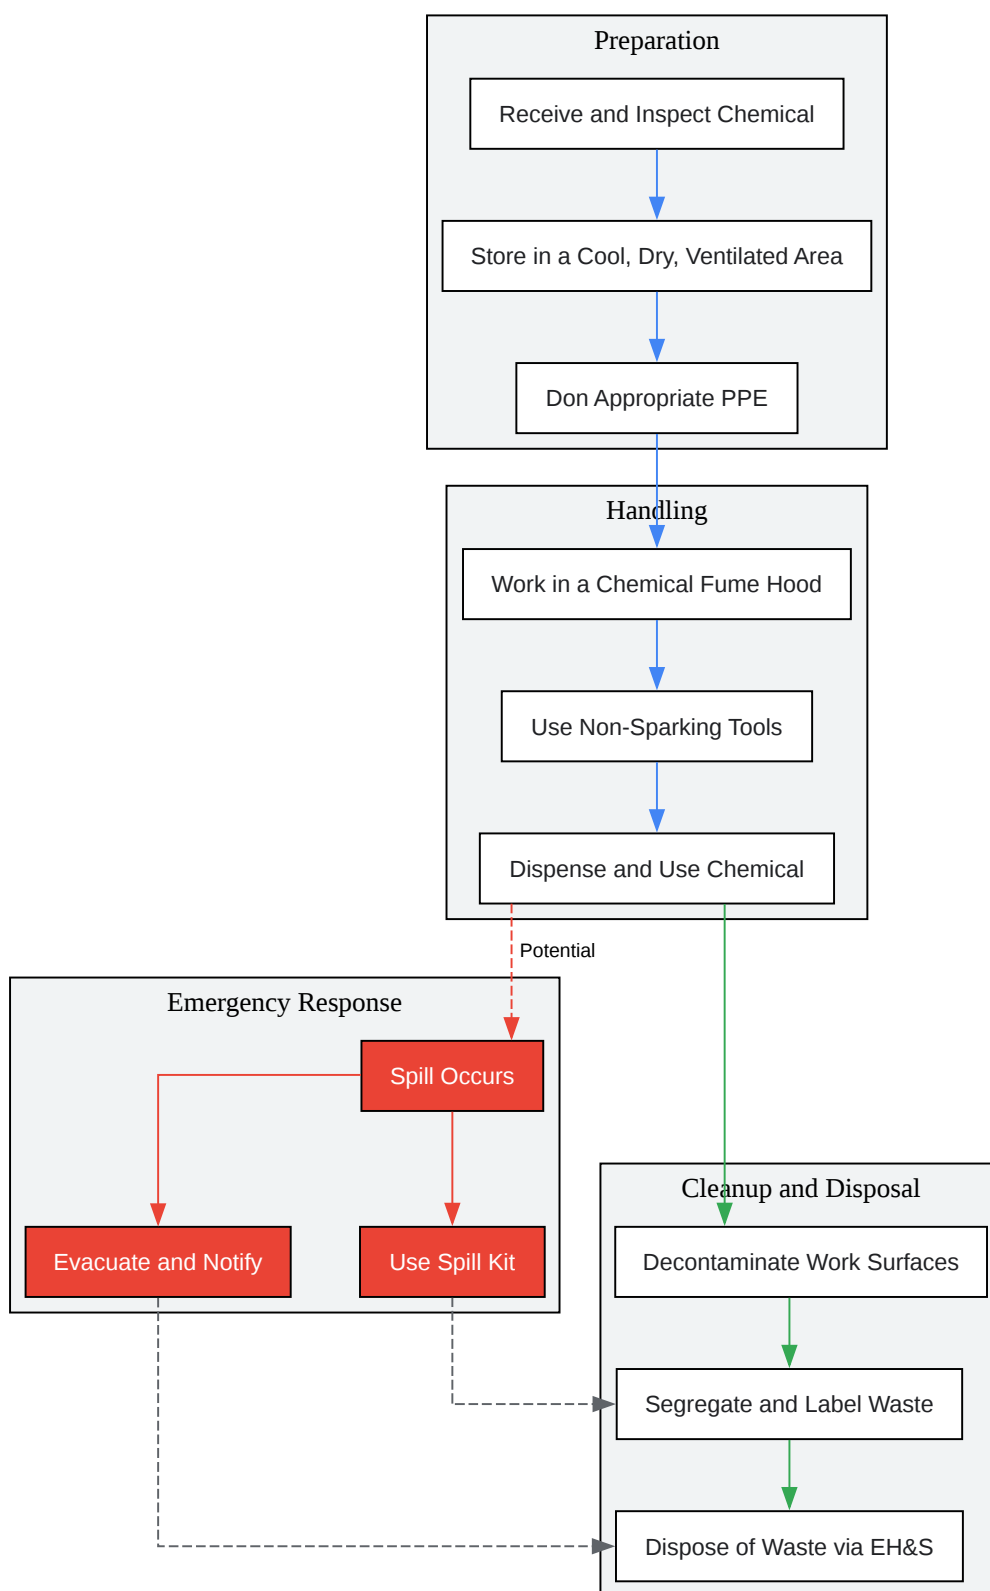 Preparation
Receive and Inspect Chemical
Store in a Cool, Dry, Ventilated Area
Don Appropriate PPE
Handling
Work in a Chemical Fume Hood
Use Non-Sparking Tools
Dispense and Use Chemical
Potential
Emergency Response
Spill Occurs
Evacuate and Notify
Use Spill Kit
Cleanup and Disposal
Decontaminate Work Surfaces
Segregate and Label Waste
Dispose of Waste via EH&S